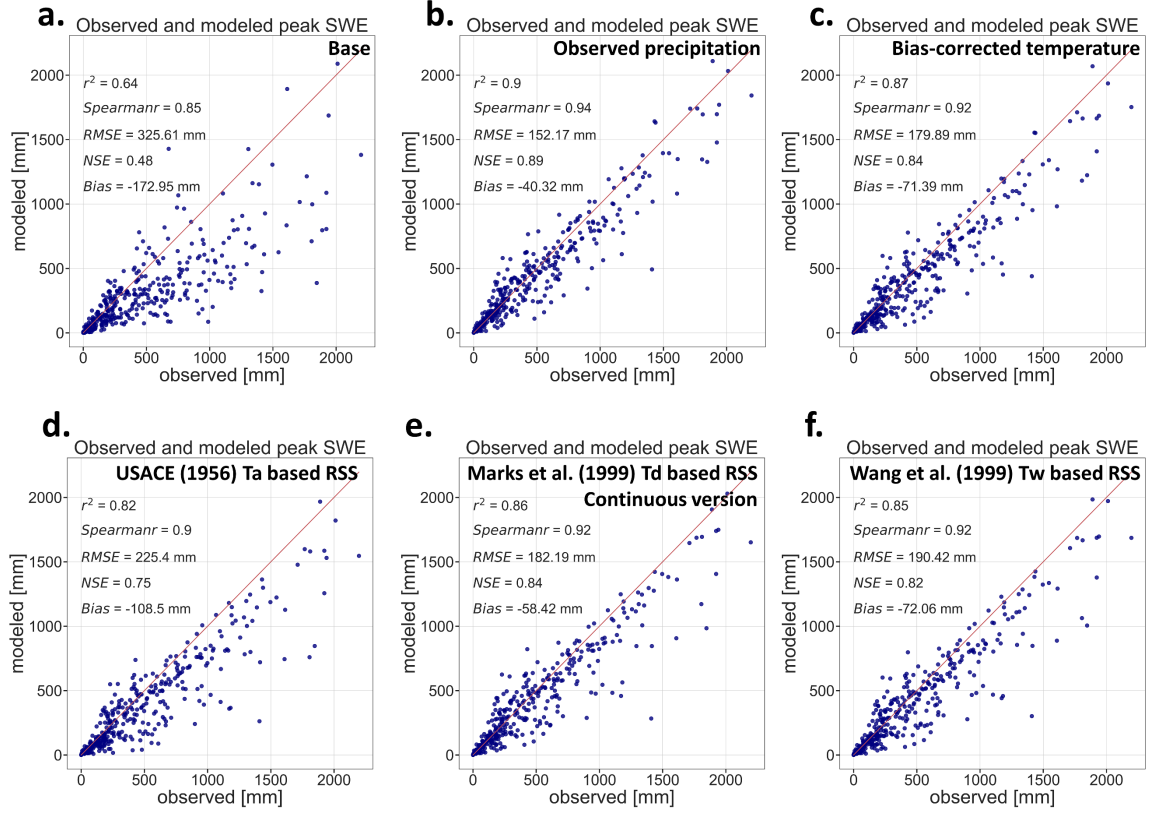 a.
Observed and modeled peak SWE
Base
r² = 0.64
Spearmanr = 0.85
RMSE = 325.61 mm
NSE = 0.48
Bias = -172.95 mm
modeled [mm]
2000
1500
1000
500
0
0 500 1000 1500 2000
observed [mm]
b.
Observed and modeled peak SWE
Observed precipitation
r² = 0.9
Spearmanr = 0.94
RMSE = 152.17 mm
NSE = 0.89
Bias = -40.32 mm
modeled [mm]
2000
1500
1000
500
0
0 500 1000 1500 2000
observed [mm]
c.
Observed and modeled peak SWE
Bias-corrected temperature
r² = 0.87
Spearmanr = 0.92
RMSE = 179.89 mm
NSE = 0.84
Bias = -71.39 mm
modeled [mm]
2000
1500
1000
500
0
0 500 1000 1500 2000
observed [mm]
d.
Observed and modeled peak SWE
USACE (1956) Ta based RSS
r² = 0.82
Spearmanr = 0.9
RMSE = 225.4 mm
NSE = 0.75
Bias = -108.5 mm
modeled [mm]
2000
1500
1000
500
0
0 500 1000 1500 2000
observed [mm]
e.
Observed and modeled peak SWE
Marks et al. (1999) Td based RSS
Continuous version
r² = 0.86
Spearmanr = 0.92
RMSE = 182.19 mm
NSE = 0.84
Bias = -58.42 mm
modeled [mm]
2000
1500
1000
500
0
0 500 1000 1500 2000
observed [mm]
f.
Observed and modeled peak SWE
Wang et al. (1999) Tw based RSS
r² = 0.85
Spearmanr = 0.92
RMSE = 190.42 mm
NSE = 0.82
Bias = -72.06 mm
modeled [mm]
2000
1500
1000
500
0
0 500 1000 1500 2000
observed [mm]